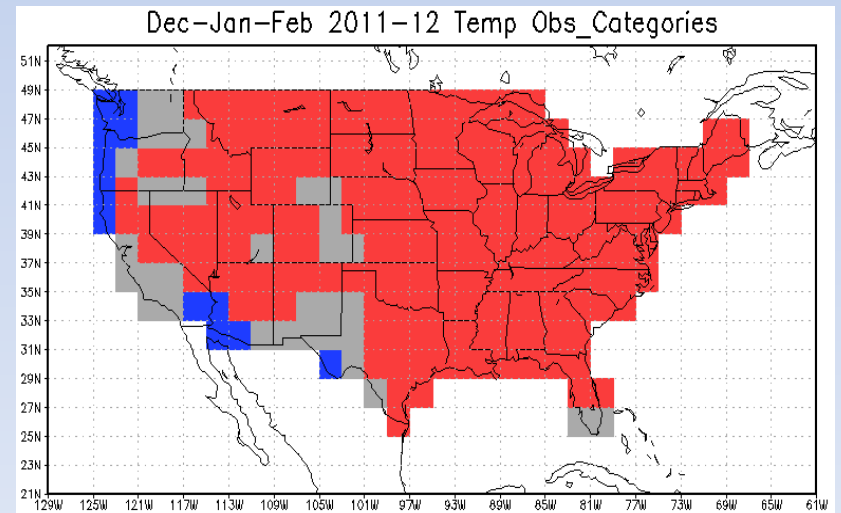 Dec-Jan-Feb 2011-12 Temp Obs_Categories
51N
49N
47N
45N
43N
41N
39N
37N
35N
33N
31N
29N
27N
25N
23N
21N
129W 125W 121W 117W 113W 109W 105W 101W 97W 93W 89W 85W 81W 77W 73W 69W 65W 61W